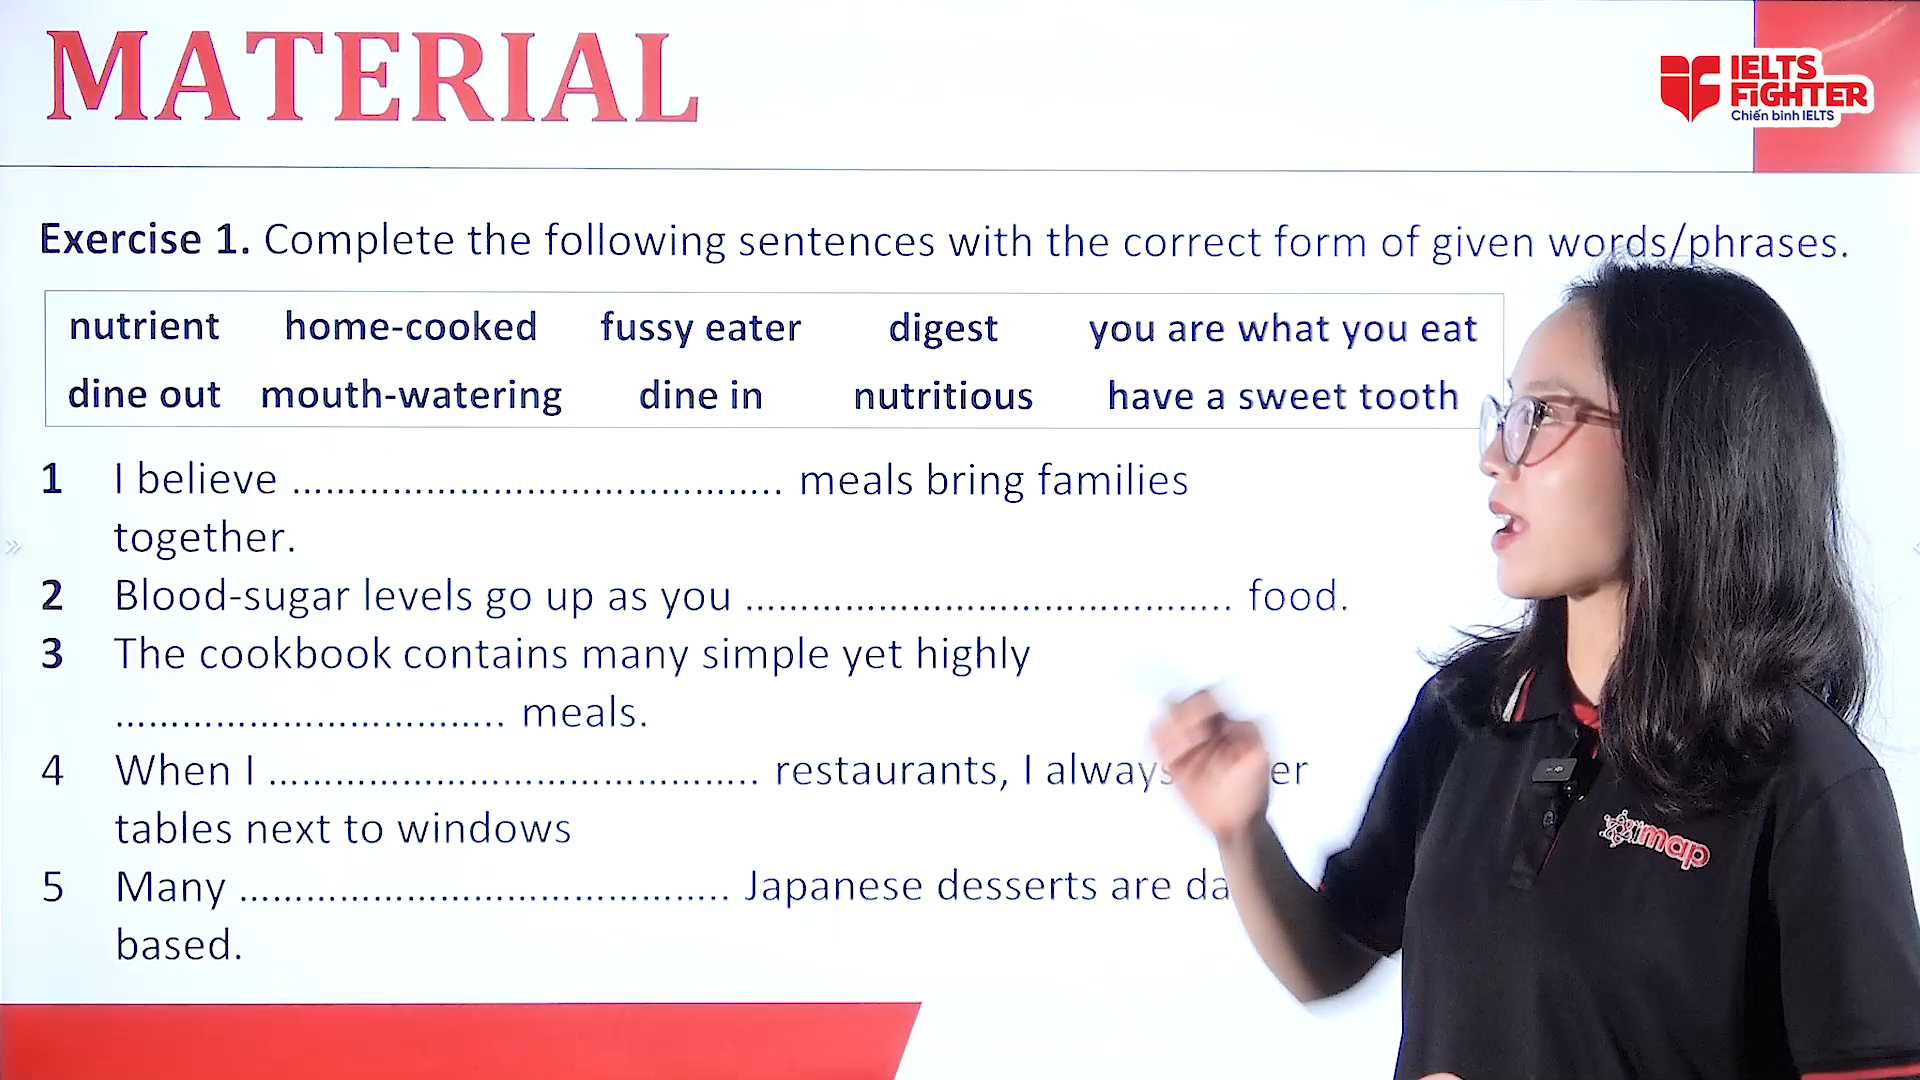 MATERIAL
IELTS
FIGHTER
Chiến binh IELTS
Exercise 1. Complete the following sentences with the correct form of given words/phrases.
nutrient home-cooked fussy eater digest you are what you eat
dine out mouth-watering dine in nutritious have a sweet tooth
1 I believe ............................................ meals bring families
together.
2 Blood-sugar levels go up as you ............................................ food.
3 The cookbook contains many simple yet highly
................................... meals.
4 When I ............................................ restaurants, I always
tables next to windows
5 Many ............................................ Japanese desserts are
based.
imap